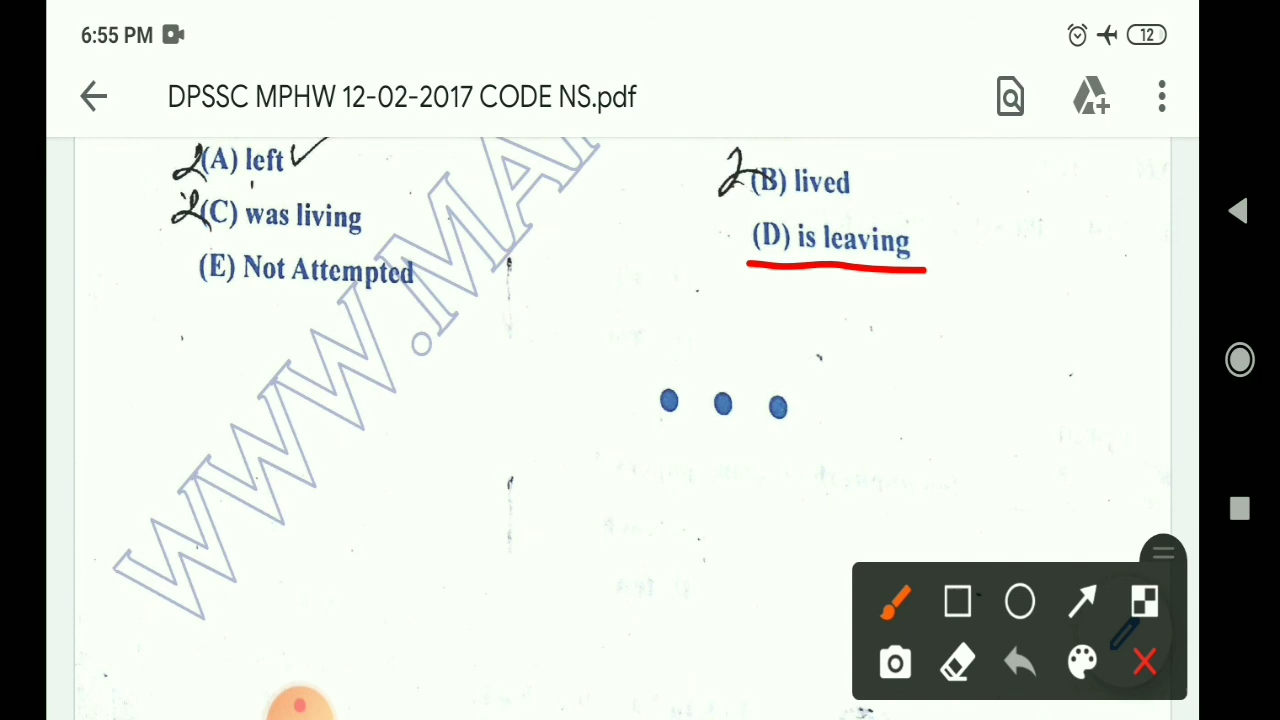 6:55 PM 12
DPSSC MPHW 12-02-2017 CODE NS.pdf
(A) left (B) lived
(C) was living (D) is leaving
(E) Not Attempted
WWW.MA